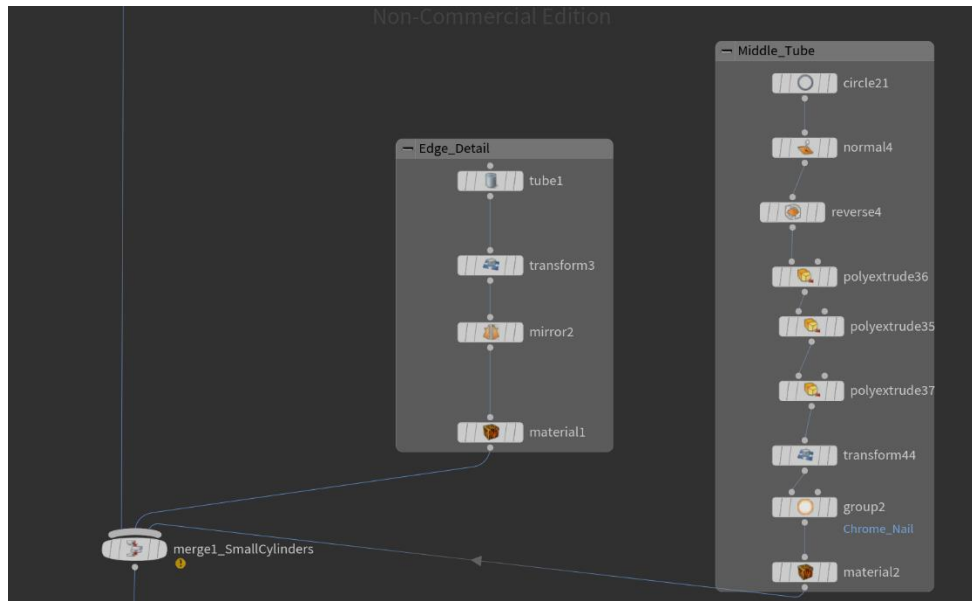 Non-Commercial Edition
Middle_Tube
circle21
normal4
reverse4
polyextrude36
polyextrude35
polyextrude37
transform44
group2
Chrome_Nail
material2
Edge_Detail
tube1
transform3
mirror2
material1
merge1_SmallCylinders